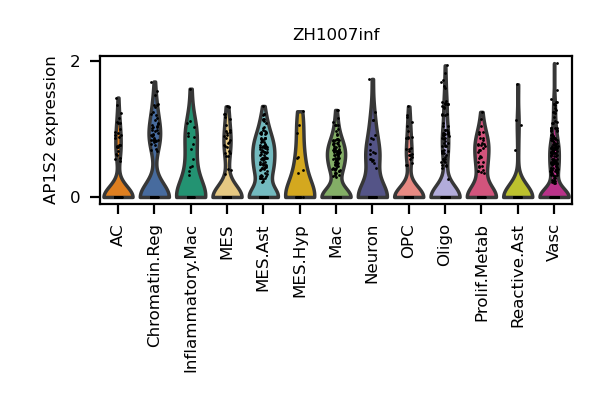 ZH1007inf
AP1S2 expression
2
0
AC
Chromatin.Reg
Inflammatory.Mac
MES
MES.Ast
MES.Hyp
Mac
Neuron
OPC
Oligo
Prolif.Metab
Reactive.Ast
Vasc